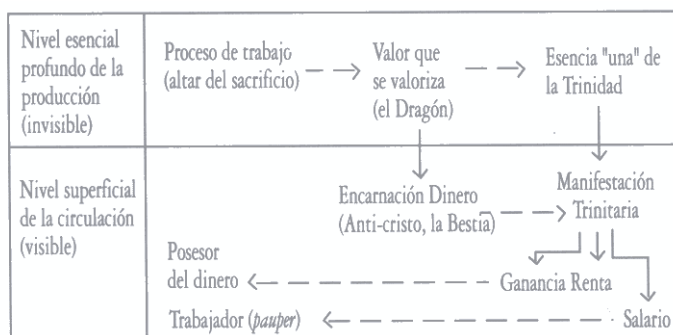 Nivel esencial
profundo de la
producción
(invisible)
Proceso de trabajo
(altar del sacrificio)
Valor que
se valoriza
(el Dragón)
Esencia "una" de
la Trinidad
Nivel superficial
de la circulación
(visible)
Encarnación Dinero
(Anti-cristo, la Bestia)
Manifestación
Trinitaria
Posesor
del dinero
Ganancia Renta
Trabajador (pauper)
Salario